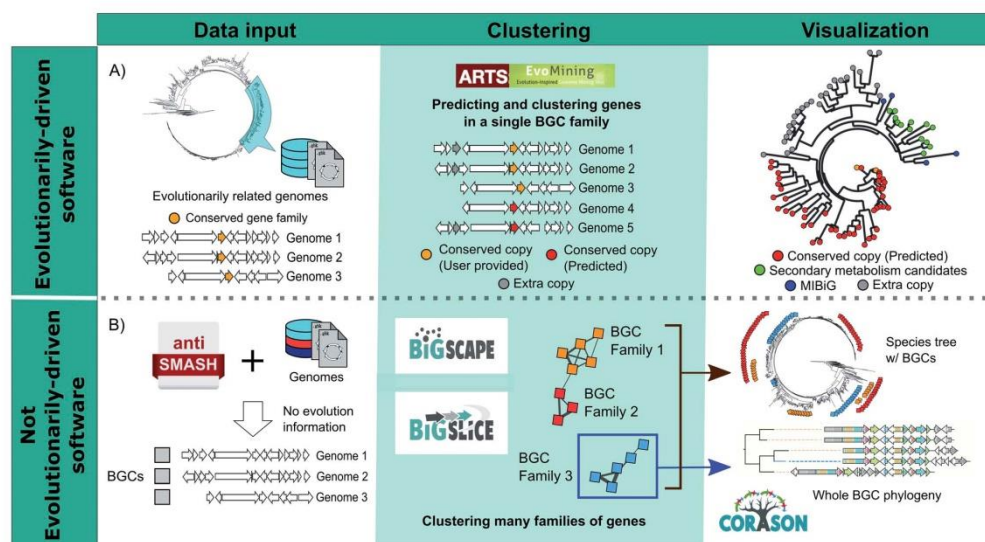 Data input
Clustering
Visualization
Evolutionarily-driven
software
A)
Evolutionarily related genomes
Conserved gene family
Genome 1
Genome 2
Genome 3
ARTS
EvoMining
Predicting and clustering genes
in a single BGC family
Genome 1
Genome 2
Genome 3
Genome 4
Genome 5
Conserved copy
(User provided)
Conserved copy
(Predicted)
Extra copy
Conserved copy (Predicted)
Secondary metabolism candidates
MIBiG
Extra copy
Not
Evolutionarily-driven
software
B)
anti
SMASH
+
Genomes
No evolution
information
BGCs
Genome 1
Genome 2
Genome 3
BiGSCAPE
BiGSLiCE
BGC
Family 1
BGC
Family 2
BGC
Family 3
Clustering many families of genes
Species tree
w/ BGCs
Whole BGC phylogeny
CORASON